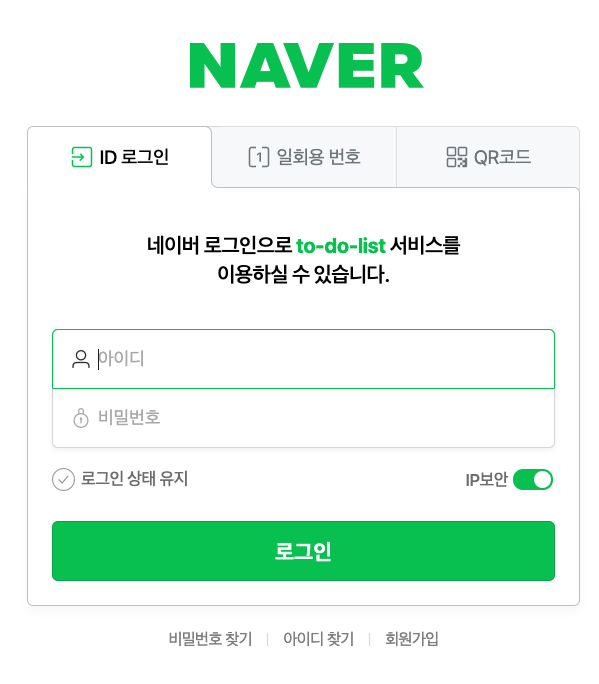 NAVER
ID 로그인
1 일회용 번호
QR코드
네이버 로그인으로 to-do-list 서비스를
이용하실 수 있습니다.
아이디
비밀번호
로그인 상태 유지
IP보안
로그인
비밀번호 찾기 | 아이디 찾기 | 회원가입